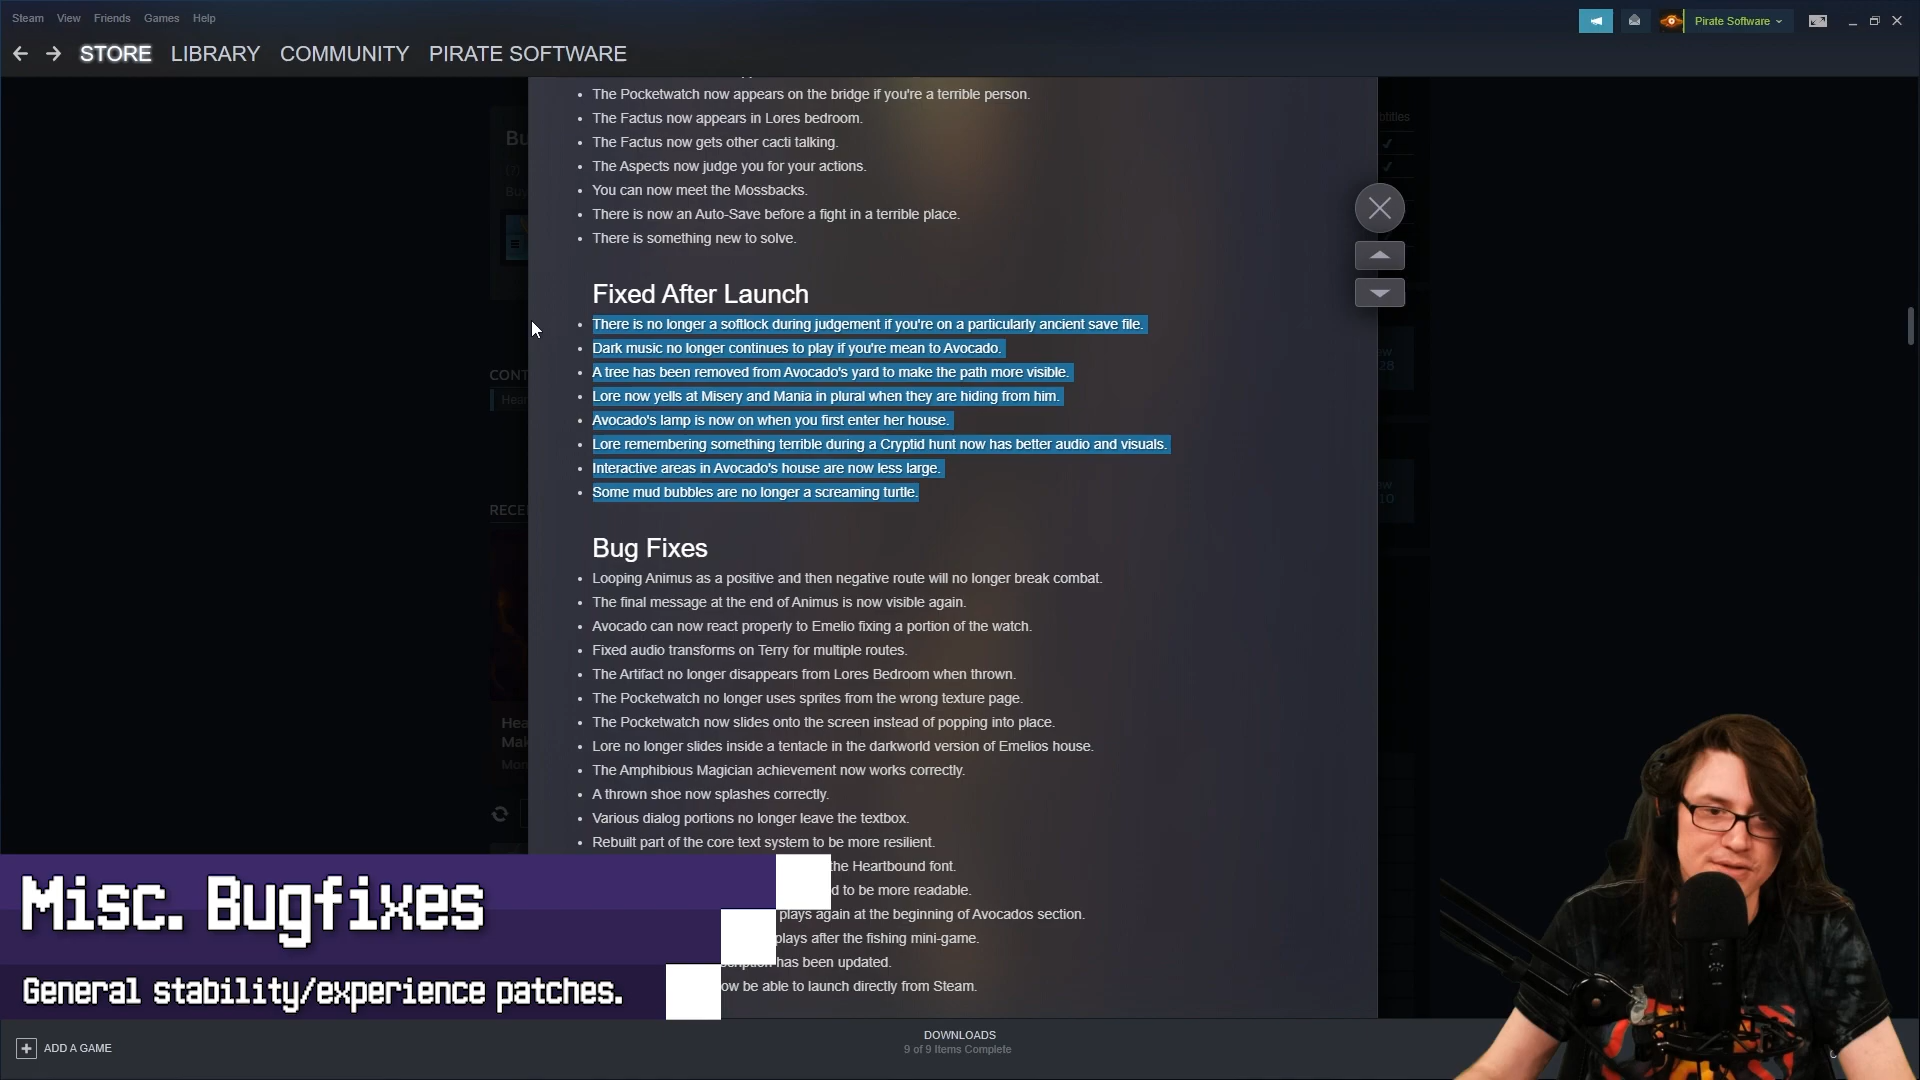 Steam View Friends Games Help
Pirate Software
STORE LIBRARY COMMUNITY PIRATE SOFTWARE
The Pocketwatch now appears on the bridge if you're a terrible person.
The Factus now appears in Lores bedroom.
The Factus now gets other cacti talking.
The Aspects now judge you for your actions.
You can now meet the Mossbacks.
There is now an Auto-Save before a fight in a terrible place.
There is something new to solve.
Fixed After Launch
There is no longer a softlock during judgement if you're on a particularly ancient save file.
Dark music no longer continues to play if you're mean to Avocado.
A tree has been removed from Avocado's yard to make the path more visible.
Lore now yells at Misery and Mania in plural when they are hiding from him.
Avocado's lamp is now on when you first enter her house.
Lore remembering something terrible during a Cryptid hunt now has better audio and visuals.
Interactive areas in Avocado's house are now less large.
Some mud bubbles are no longer a screaming turtle.
Bug Fixes
Looping Animus as a positive and then negative route will no longer break combat.
The final message at the end of Animus is now visible again.
Avocado can now react properly to Emelio fixing a portion of the watch.
Fixed audio transforms on Terry for multiple routes.
The Artifact no longer disappears from Lores Bedroom when thrown.
The Pocketwatch no longer uses sprites from the wrong texture page.
The Pocketwatch now slides onto the screen instead of popping into place.
Lore no longer slides inside a tentacle in the darkworld version of Emelios house.
The Amphibious Magician achievement now works correctly.
A thrown shoe now splashes correctly.
Various dialog portions no longer leave the textbox.
Rebuilt part of the core text system to be more resilient.
the Heartbound font.
to be more readable.
plays again at the beginning of Avocados section.
plays after the fishing mini-game.
has been updated.
be able to launch directly from Steam.
Misc. Bugfixes
General stability/experience patches.
ADD A GAME
DOWNLOADS
9 of 9 Items Complete